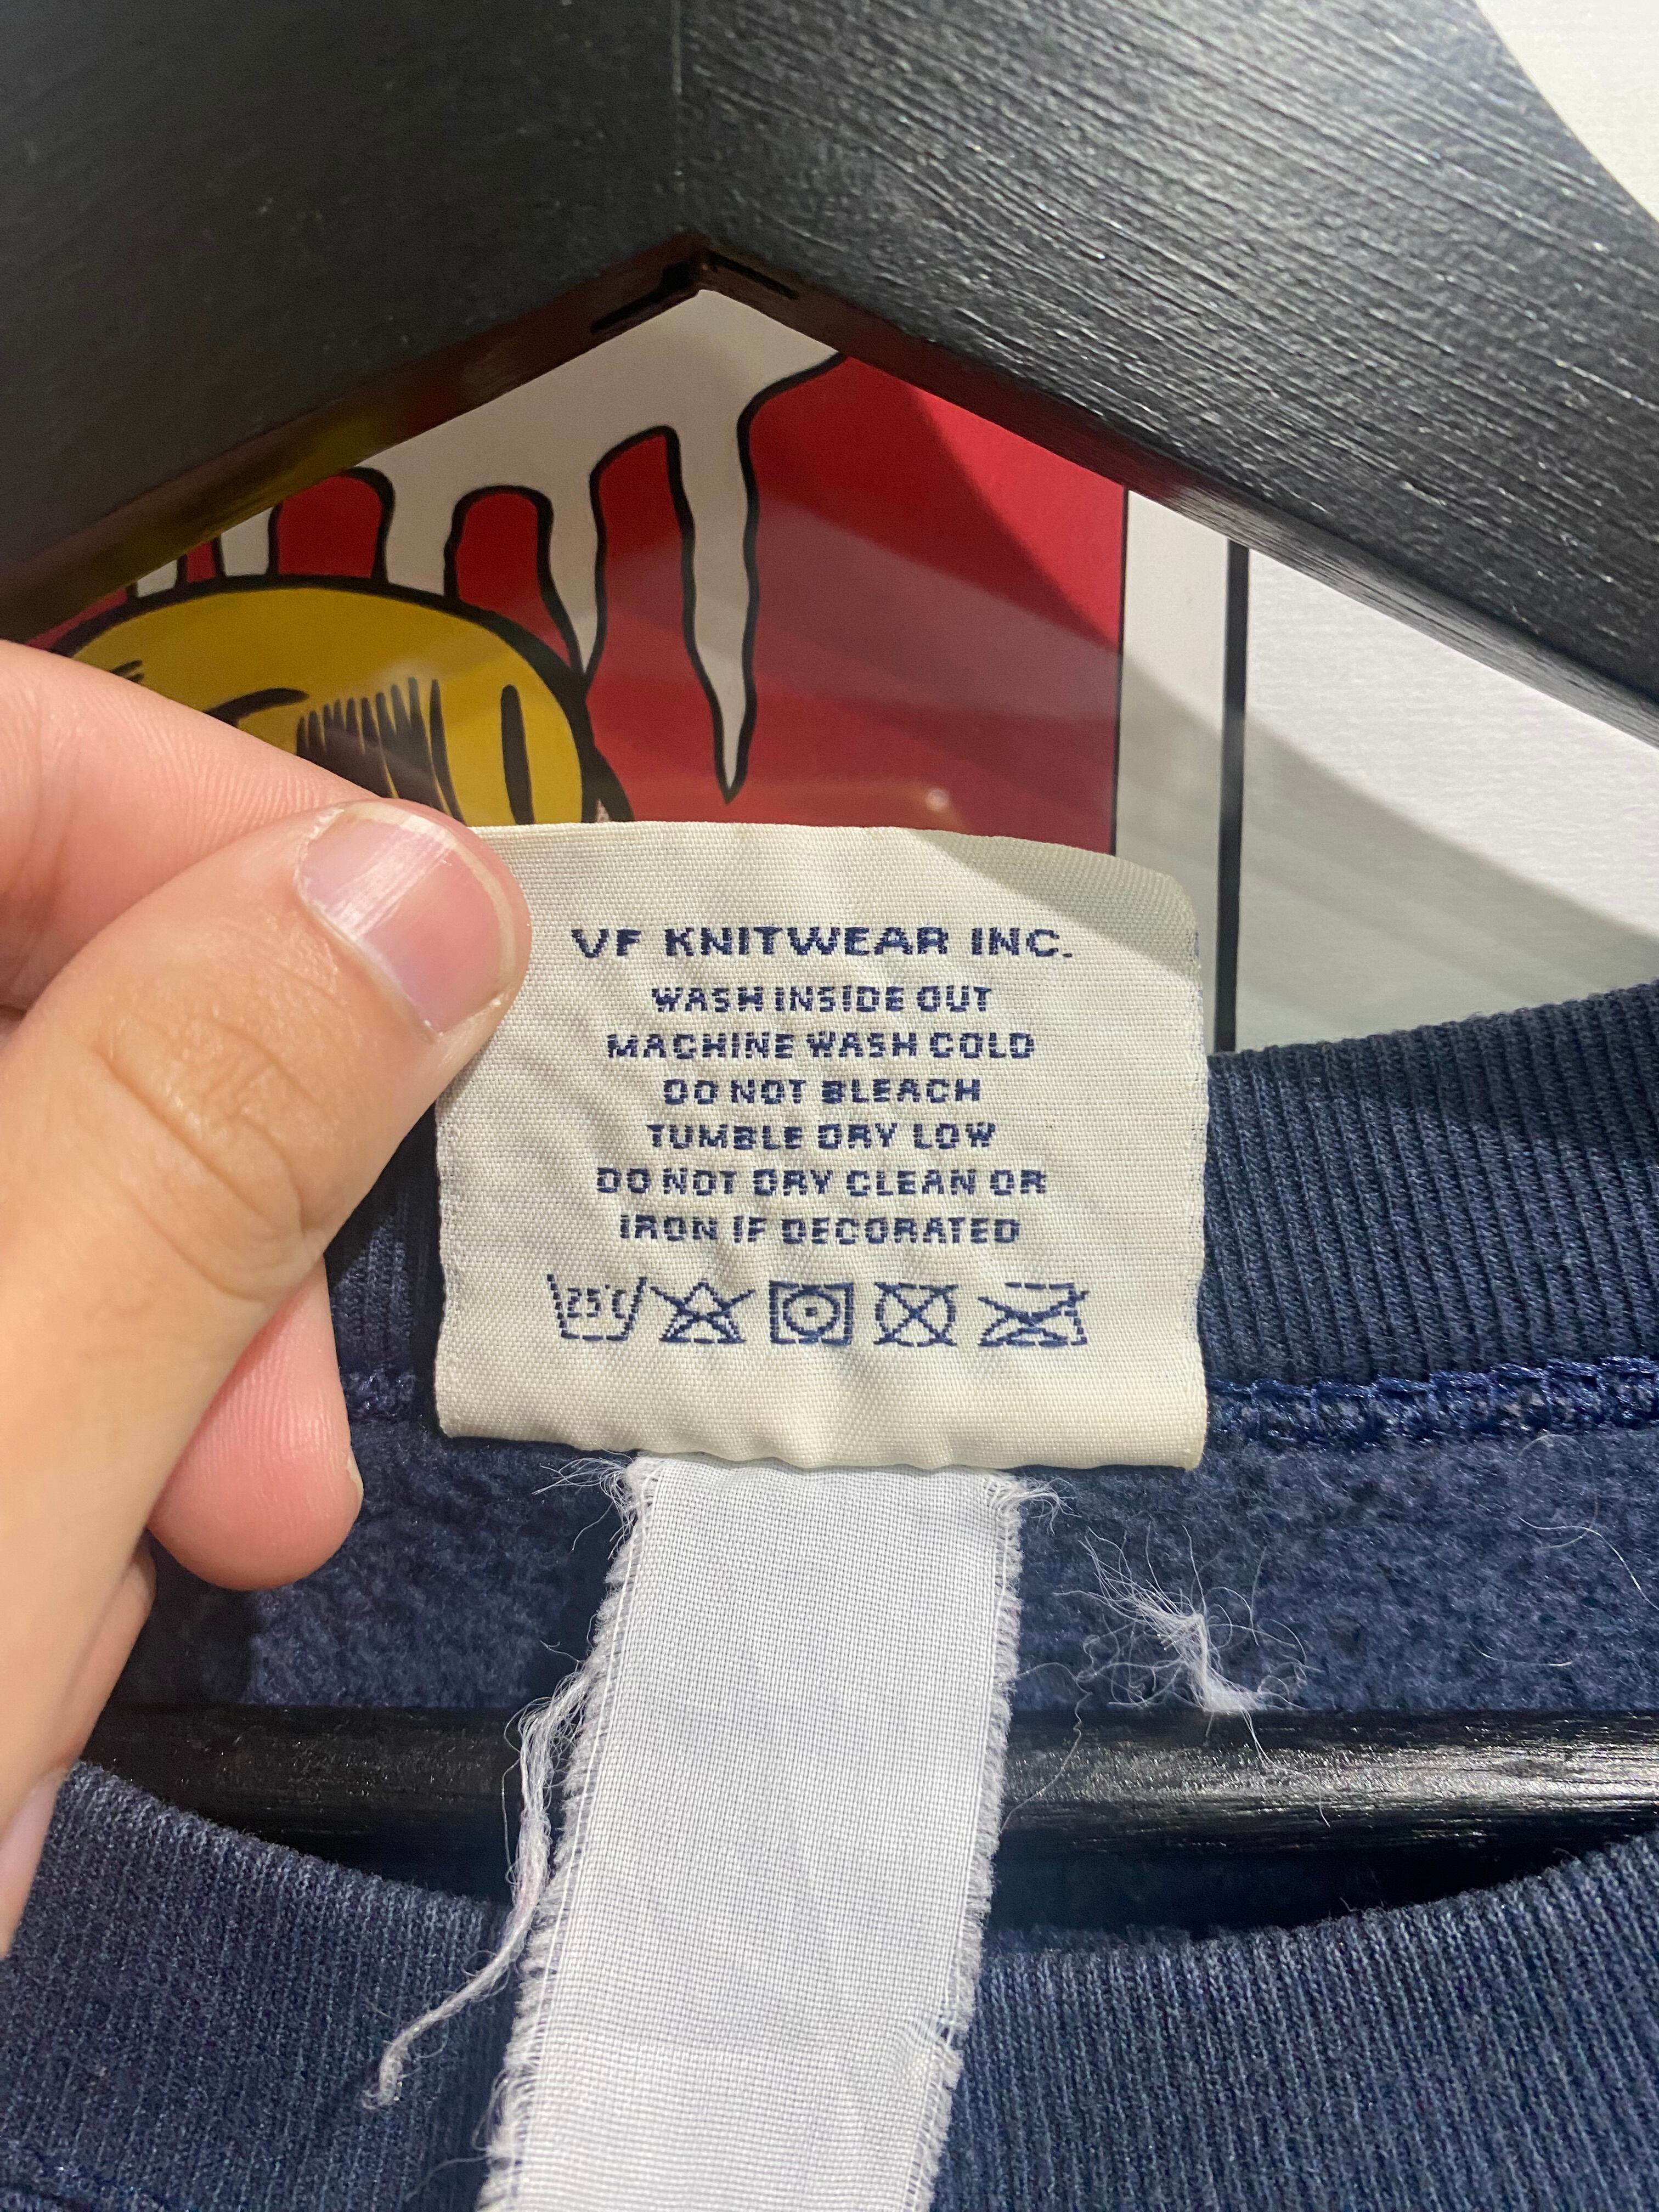 VF KNITWEAR INC.
WASH INSIDE OUT
MACHINE WASH COLD
DO NOT BLEACH
TUMBLE DRY LOW
DO NOT DRY CLEAN OR
IRON IF DECORATED
25°C